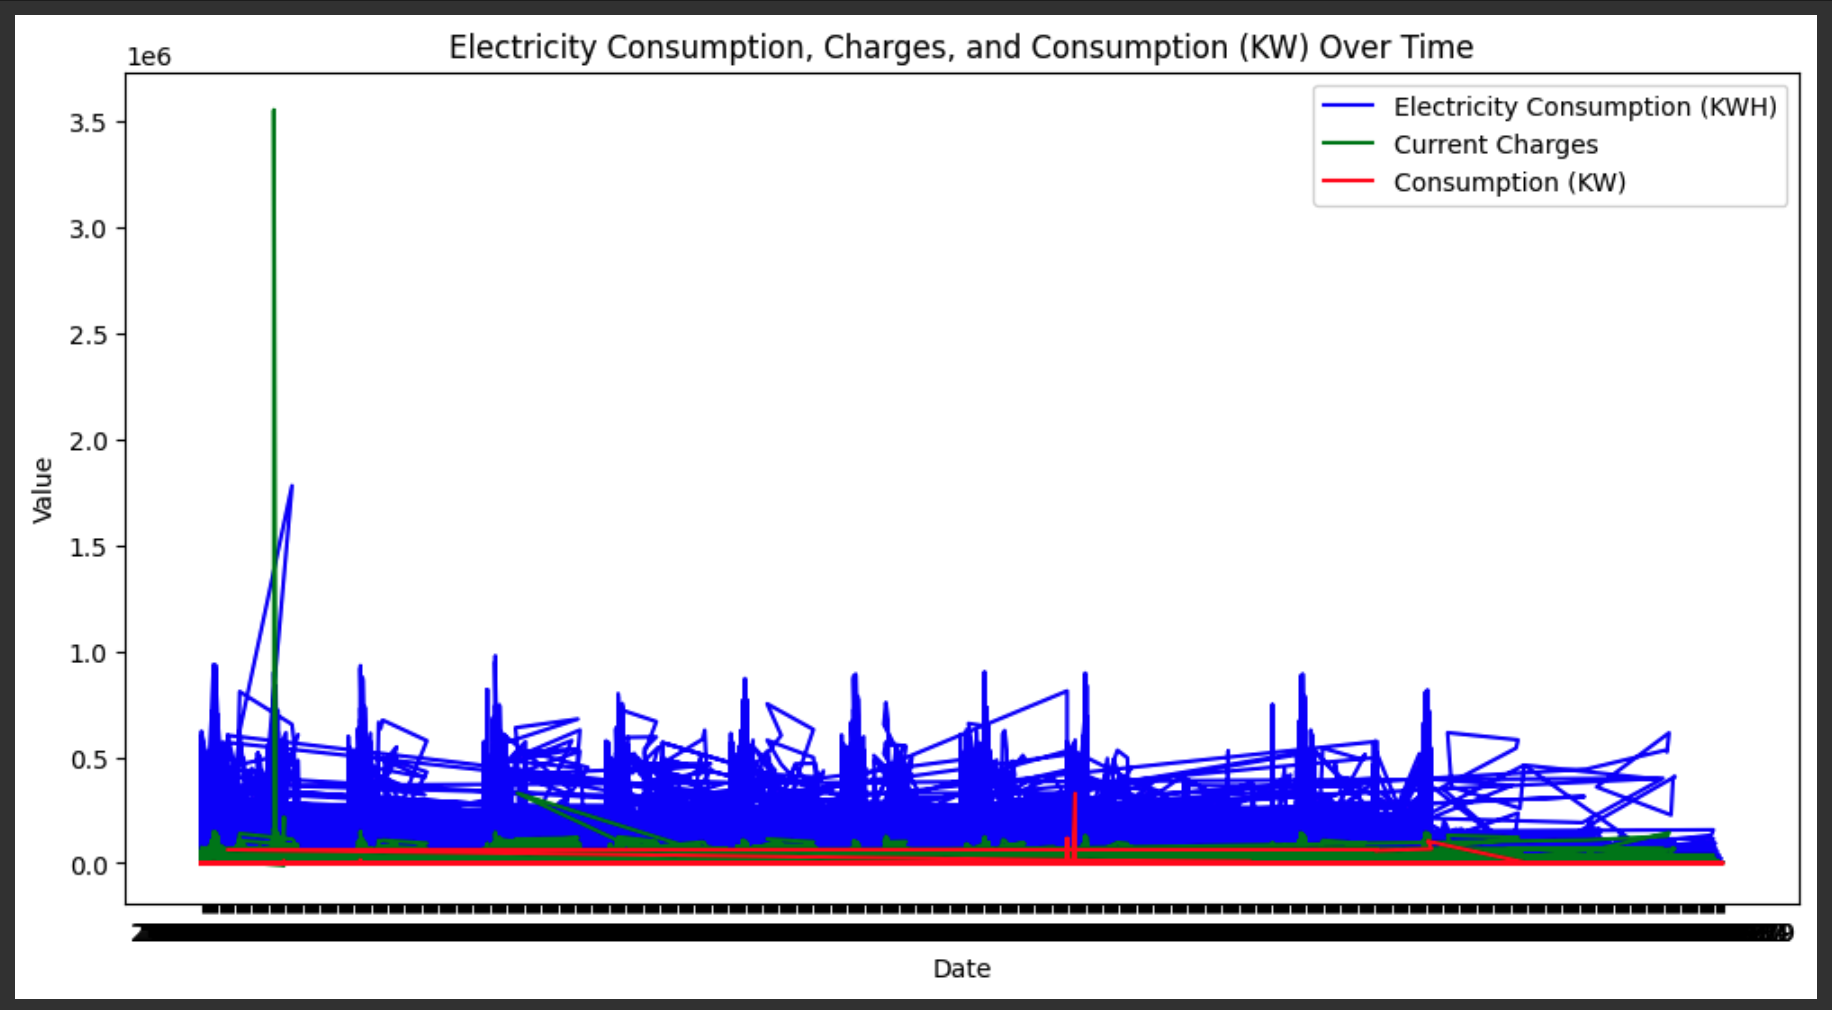 Electricity Consumption, Charges, and Consumption (KW) Over Time
1e6
Electricity Consumption (KWH)
Current Charges
Consumption (KW)
3.5
3.0
2.5
2.0
1.5
1.0
0.5
0.0
Value
Date